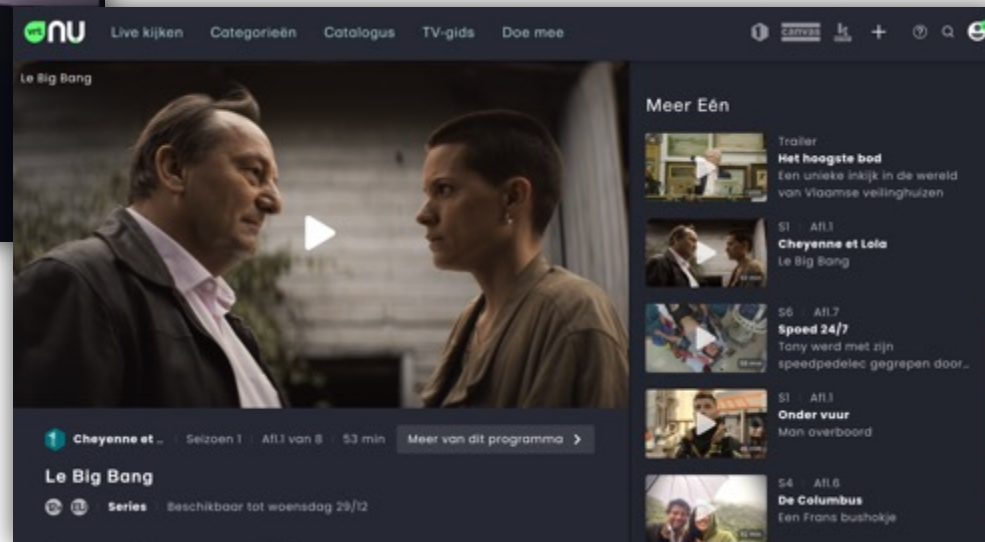 vrt NU
Live kijken
Categorieën
Catalogus
TV-gids
Doe mee
canvas
Le Big Bang
Meer Eén
Trailer
Het hoogste bod
Een unieke inkijk in de wereld
van Vlaamse veilinghuizen
S1 Afl.1
Cheyenne et Lola
Le Big Bang
S6 Afl.7
Spoed 24/7
Tony werd met zijn
speedpedelec gegrepen door...
S1 Afl.1
Onder vuur
Man overboord
S4 Afl.6
De Columbus
Een Frans bushokje
Cheyenne et ... Seizoen 1 Afl.1 van 8 53 min Meer van dit programma
Le Big Bang
Series Beschikbaar tot woensdag 29/12